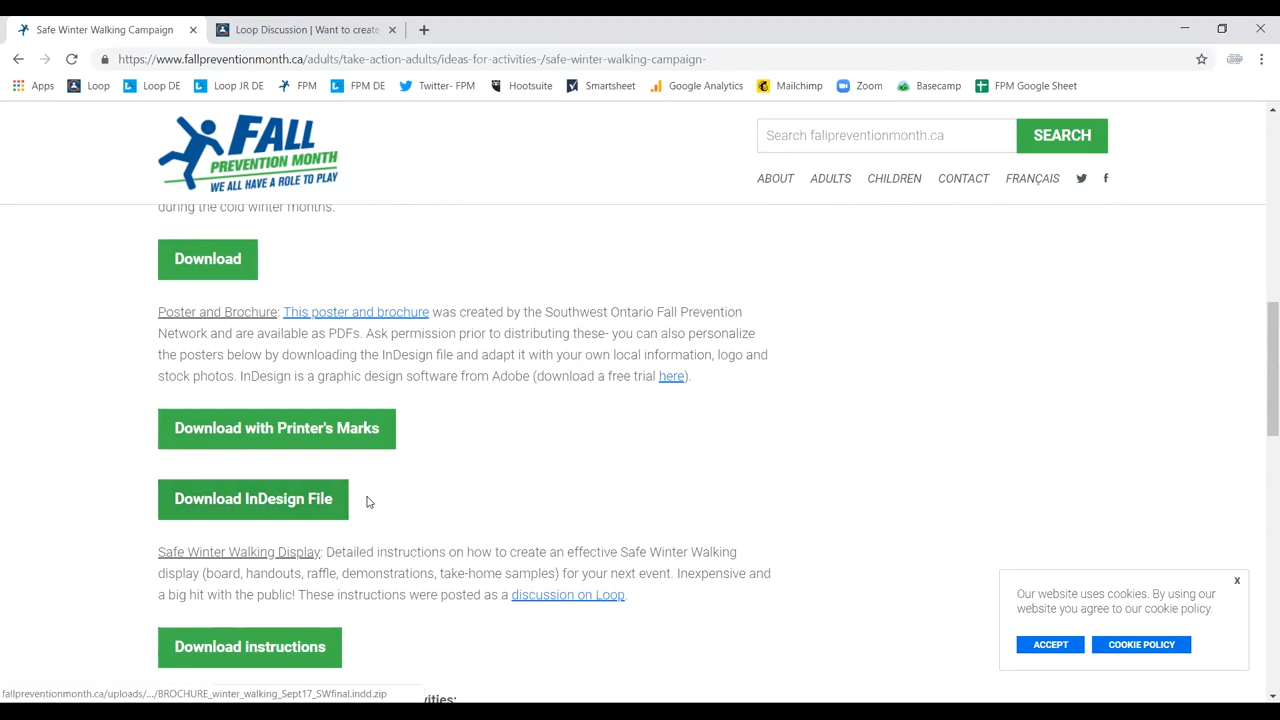 Safe Winter Walking Campaign
Loop Discussion | Want to create
https://www.fallpreventionmonth.ca/adults/take-action-adults/ideas-for-activities-/safe-winter-walking-campaign-
Apps Loop Loop DE Loop JR DE FPM FPM DE Twitter- FPM Hootsuite Smartsheet Google Analytics Mailchimp Zoom Basecamp FPM Google Sheet
FALL
PREVENTION MONTH
WE ALL HAVE A ROLE TO PLAY
Search fallpreventionmonth.ca SEARCH
ABOUT ADULTS CHILDREN CONTACT FRANÇAIS
during the cold winter months.
Download
Poster and Brochure: This poster and brochure was created by the Southwest Ontario Fall Prevention
Network and are available as PDFs. Ask permission prior to distributing these- you can also personalize
the posters below by downloading the InDesign file and adapt it with your own local information, logo and
stock photos. InDesign is a graphic design software from Adobe (download a free trial here).
Download with Printer's Marks
Download InDesign File
Safe Winter Walking Display: Detailed instructions on how to create an effective Safe Winter Walking
display (board, handouts, raffle, demonstrations, take-home samples) for your next event. Inexpensive and
a big hit with the public! These instructions were posted as a discussion on Loop.
Download instructions
x
Our website uses cookies. By using our
website you agree to our cookie policy.
ACCEPT COOKIE POLICY
fallpreventionmonth.ca/uploads/.../BROCHURE_winter_walking_Sept17_SWfinal.indd.zip